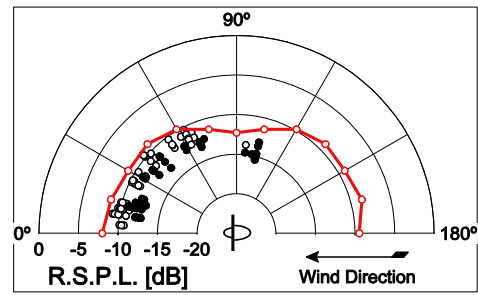 90º
0º
180º
0 -5 -10 -15 -20
R.S.P.L. [dB]
Wind Direction